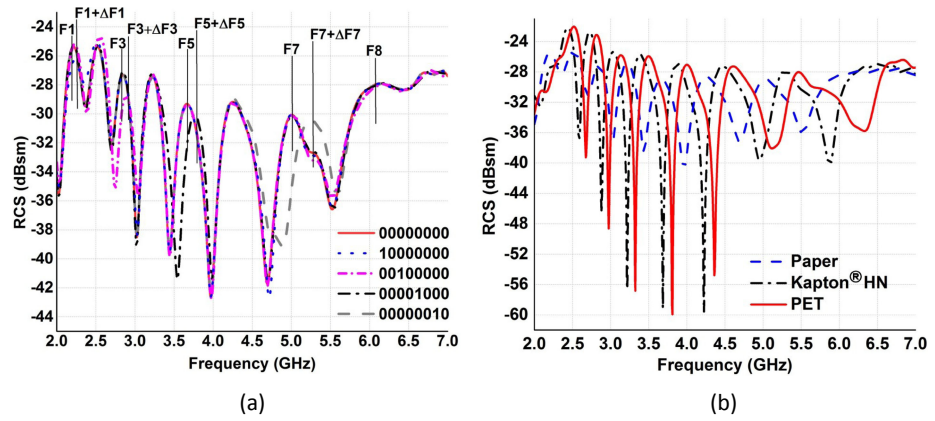 F1+ΔF1
F5+ΔF5
F1
F3
F3+ΔF3
F5
F7
F7+ΔF7
F8
-24
-26
-28
-30
-32
-34
-36
-38
-40
-42
-44
RCS (dBsm)
00000000
10000000
00100000
00001000
00000010
2.0 2.5 3.0 3.5 4.0 4.5 5.0 5.5 6.0 6.5 7.0
Frequency (GHz)
(a)
-24
-28
-32
-36
-40
-44
-48
-52
-56
-60
RCS (dBsm)
Paper
Kapton®HN
PET
2.0 2.5 3.0 3.5 4.0 4.5 5.0 5.5 6.0 6.5 7.0
Frequency (GHz)
(b)